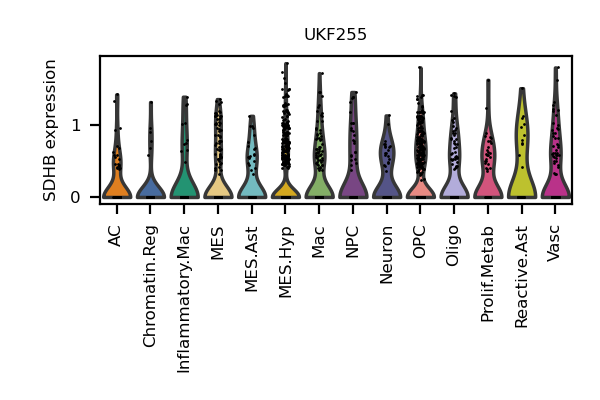 UKF255
SDHB expression
1
0
AC
Chromatin.Reg
Inflammatory.Mac
MES
MES.Ast
MES.Hyp
Mac
NPC
Neuron
OPC
Oligo
Prolif.Metab
Reactive.Ast
Vasc